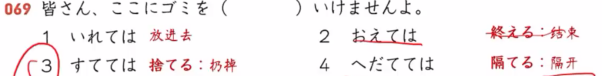 069 皆さん、ここにゴミを（　　　　）いけませんよ。
1 いれては 放进去 2 おえては 終える：结束
3 すてては 捨てる：扔掉 4 へだてては 隔てる：隔开